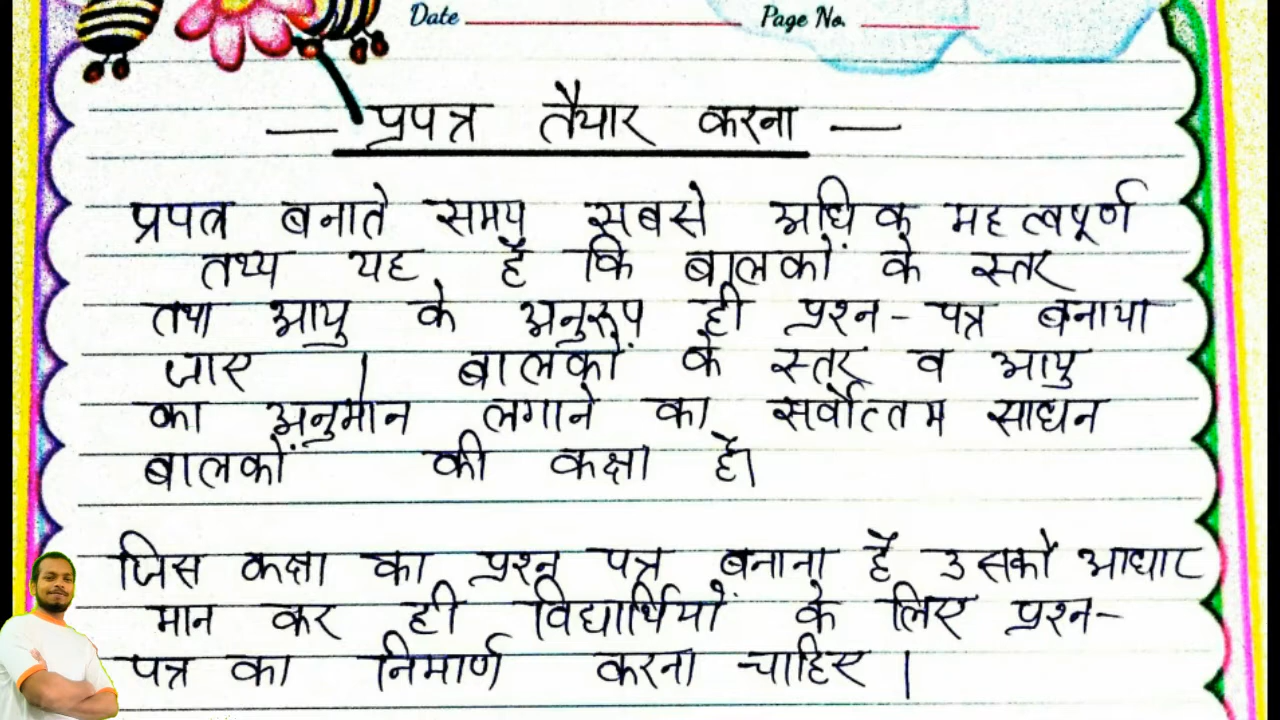 Date Page No.
— प्रपत्र तैयार करना —
प्रपत्र बनाते समय सबसे अधिक महत्वपूर्ण
तथ्य यह है कि बालकों के स्तर
तथा आयु के अनुरूप ही प्रश्न - पत्र बनाया
जाए । बालकों के स्तर व आयु
का अनुमान लगाने का सर्वोत्तम साधन
बालकों की कक्षा है।
जिस कक्षा का प्रश्न पत्र बनाना है उसको आधार
मान कर ही विद्यार्थियों के लिए प्रश्न-
पत्र का निमार्ण करना चाहिए ।